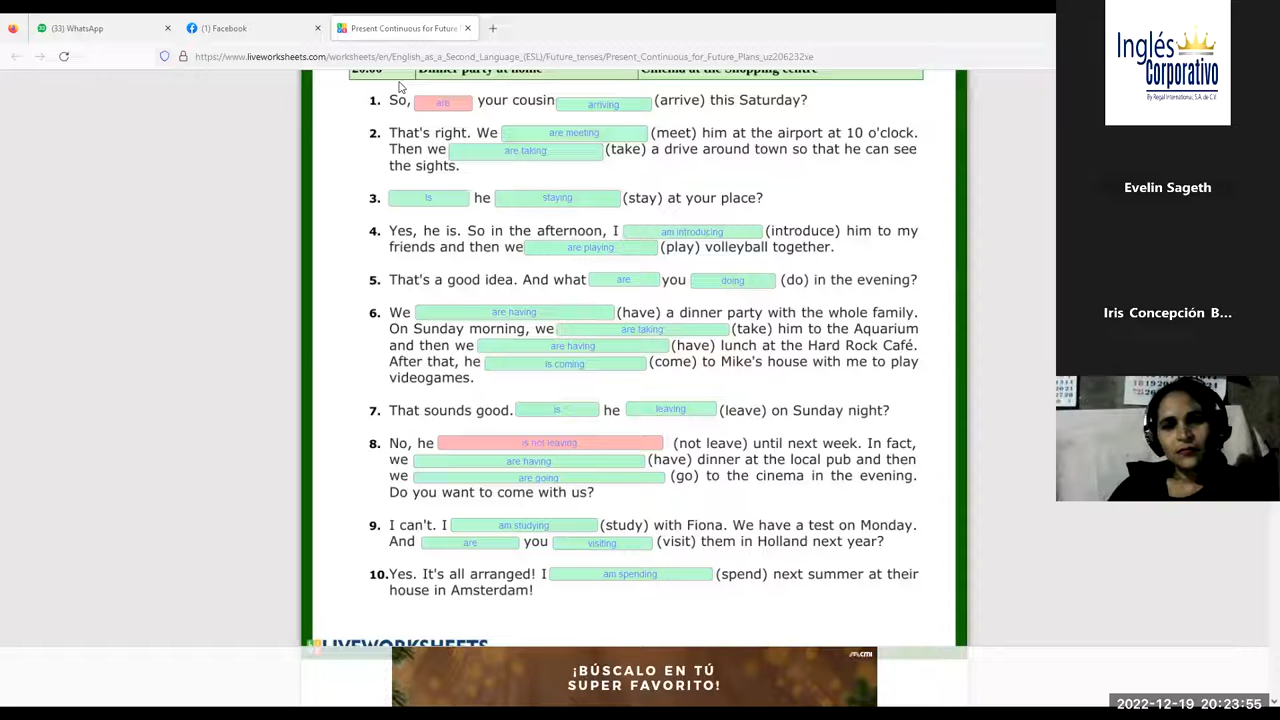 (33) WhatsApp
(1) Facebook
Present Continuous for Future
https://www.liveworksheets.com/worksheets/en/English_as_a_Second_Language_(ESL)/Future_tenses/Present_Continuous_for_Future_Plans_uz206232xe
20:00 Dinner party at home Cinema at the Shopping centre
1. So, are your cousin arriving (arrive) this Saturday?
2. That's right. We are meeting (meet) him at the airport at 10 o'clock.
Then we are taking (take) a drive around town so that he can see
the sights.
3. Is he staying (stay) at your place?
4. Yes, he is. So in the afternoon, I am introducing (introduce) him to my
friends and then we are playing (play) volleyball together.
5. That's a good idea. And what are you doing (do) in the evening?
6. We are having (have) a dinner party with the whole family.
On Sunday morning, we are taking (take) him to the Aquarium
and then we are having (have) lunch at the Hard Rock Café.
After that, he is coming (come) to Mike's house with me to play
videogames.
7. That sounds good. is he leaving (leave) on Sunday night?
8. No, he is not leaving (not leave) until next week. In fact,
we are having (have) dinner at the local pub and then
we are going (go) to the cinema in the evening.
Do you want to come with us?
9. I can't. I am studying (study) with Fiona. We have a test on Monday.
And are you visiting (visit) them in Holland next year?
10. Yes. It's all arranged! I am spending (spend) next summer at their
house in Amsterdam!
LIVEWORKSHEETS
¡BÚSCALO EN TÚ
SUPER FAVORITO!
cmi
Inglés
Corporativo
By Regal International, S.A. de C.V.
Evelin Sageth
Iris Concepción B...
2022-12-19 20:23:55